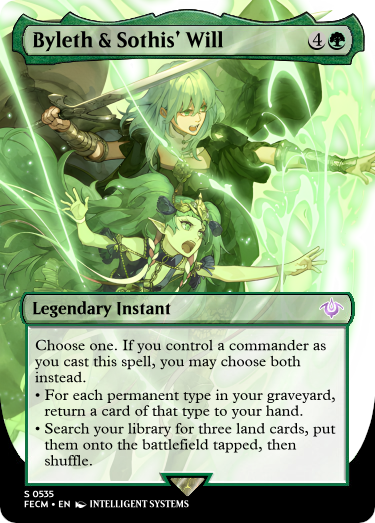 Byleth & Sothis' Will 4
Legendary Instant
Choose one. If you control a commander as
you cast this spell, you may choose both
instead.
• For each permanent type in your graveyard,
return a card of that type to your hand.
• Search your library for three land cards, put
them onto the battlefield tapped, then
shuffle.
S 0535
FECM • EN INTELLIGENT SYSTEMS